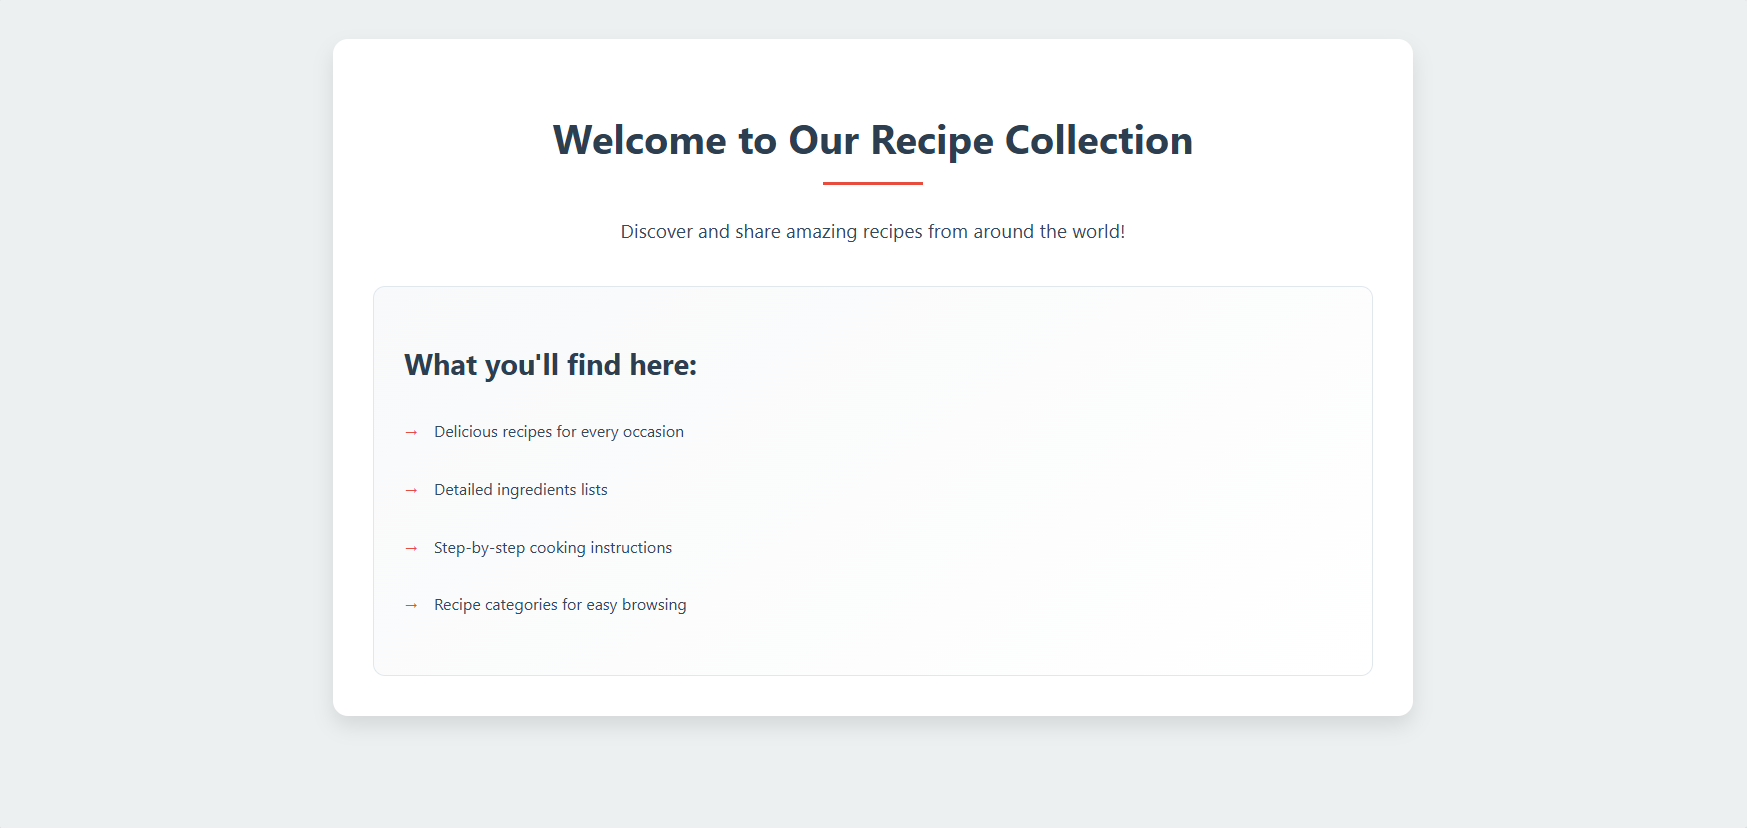 Welcome to Our Recipe Collection
Discover and share amazing recipes from around the world!
What you'll find here:
→ Delicious recipes for every occasion
→ Detailed ingredients lists
→ Step-by-step cooking instructions
→ Recipe categories for easy browsing